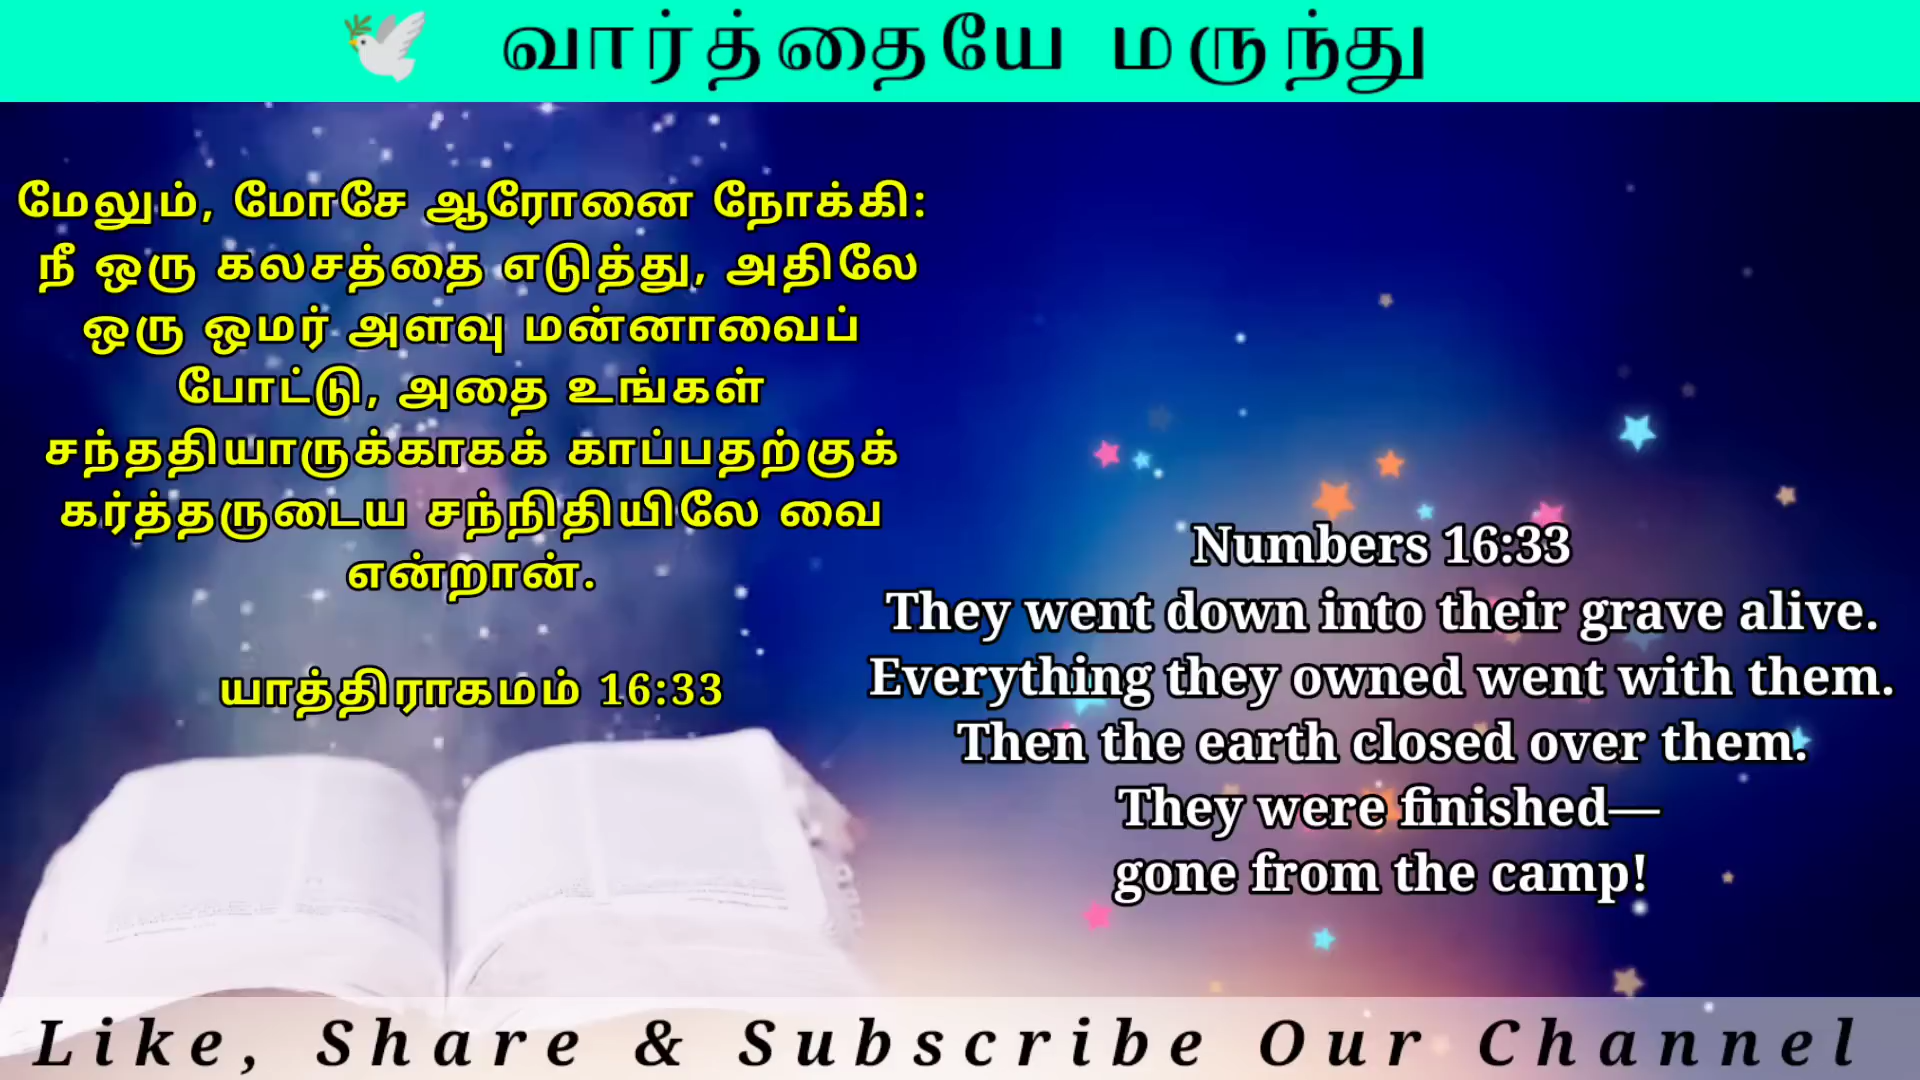 வார்த்தையே மருந்து
மேலும், மோசே ஆரோனை நோக்கி:
நீ ஒரு கலசத்தை எடுத்து, அதிலே
ஒரு ஒமர் அளவு மன்னாவைப்
போட்டு, அதை உங்கள்
சந்ததியாருக்காகக் காப்பதற்குக்
கர்த்தருடைய சந்நிதியிலே வை
என்றான்.
யாத்திராகமம் 16:33
Numbers 16:33
They went down into their grave alive.
Everything they owned went with them.
Then the earth closed over them.
They were finished—
gone from the camp!
Like, Share & Subscribe Our Channel